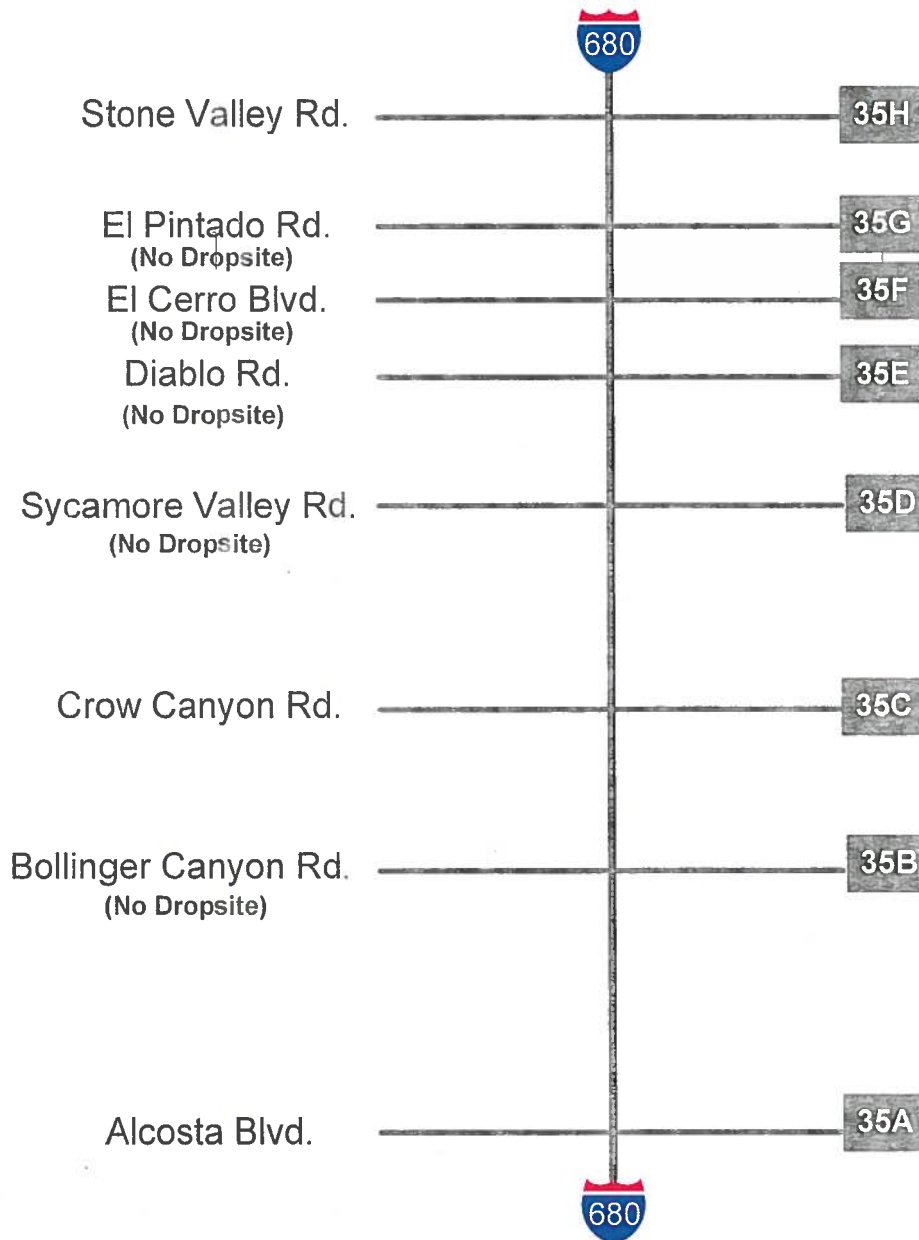 680
Stone Valley Rd. 35H
El Pintado Rd. 35G
(No Dropsite)
El Cerro Blvd. 35F
(No Dropsite)
Diablo Rd. 35E
(No Dropsite)
Sycamore Valley Rd. 35D
(No Dropsite)
Crow Canyon Rd. 35C
Bollinger Canyon Rd. 35B
(No Dropsite)
Alcosta Blvd. 35A
680